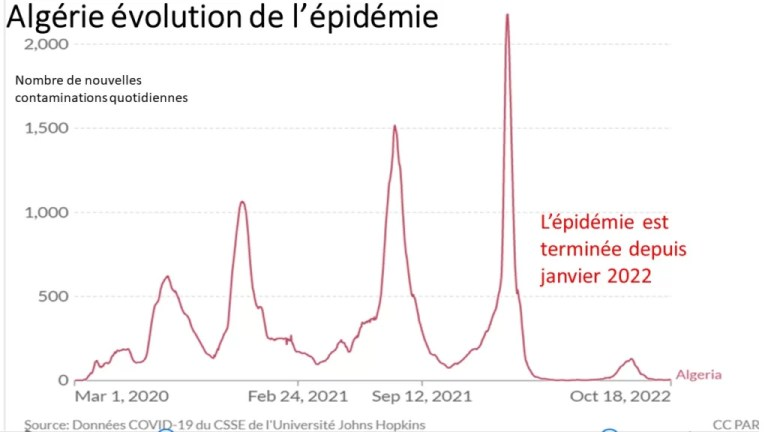 Algérie évolution de l'épidémie
2,000
Nombre de nouvelles
contaminations quotidiennes
1,500
1,000
L'épidémie est
terminée depuis
janvier 2022
500
0
Algeria
Mar 1, 2020
Feb 24, 2021
Sep 12, 2021
Oct 18, 2022
Source: Données COVID-19 du CSSE de l'Université Johns Hopkins
CC PAR